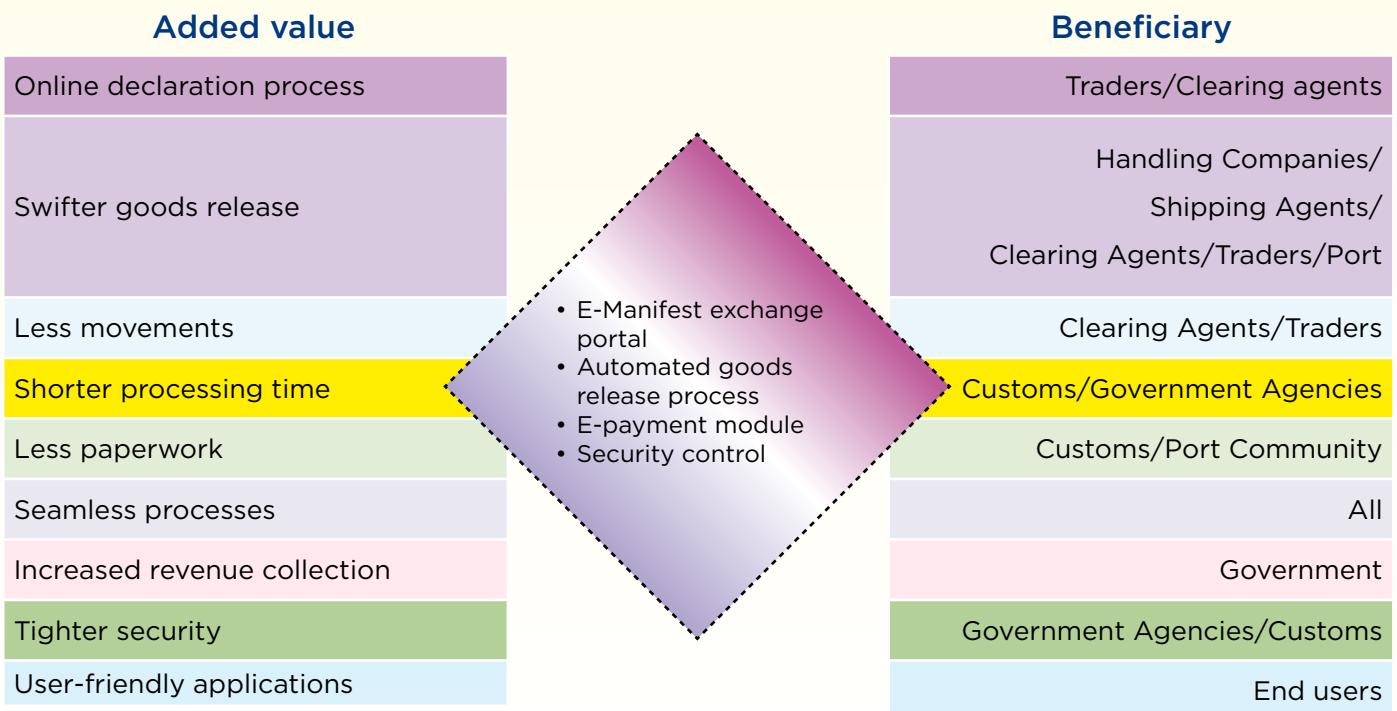 Added value
Beneficiary
Online declaration process
Traders/Clearing agents
Swifter goods release
Handling Companies/
Shipping Agents/
Clearing Agents/Traders/Port
Less movements
Clearing Agents/Traders
Shorter processing time
Customs/Government Agencies
Less paperwork
Customs/Port Community
Seamless processes
All
Increased revenue collection
Government
Tighter security
Government Agencies/Customs
User-friendly applications
End users
• E-Manifest exchange
portal
• Automated goods
release process
• E-payment module
• Security control